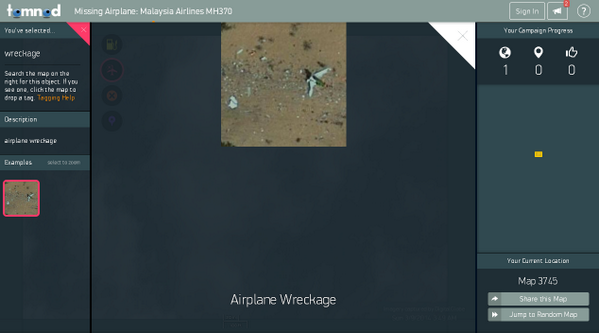 tomnod
Missing Airplane: Malaysia Airlines MH370
Sign In
2
?
You've selected...
wreckage
Search the map on the
right for this object. If you
see one, click the map to
drop a tag. Tagging Help
Description
airplane wreckage
Examples
Airplane Wreckage
Your Campaign Progress
1 0 0
Your Current Location
Map 3745
Share this Map
Jump to Random Map